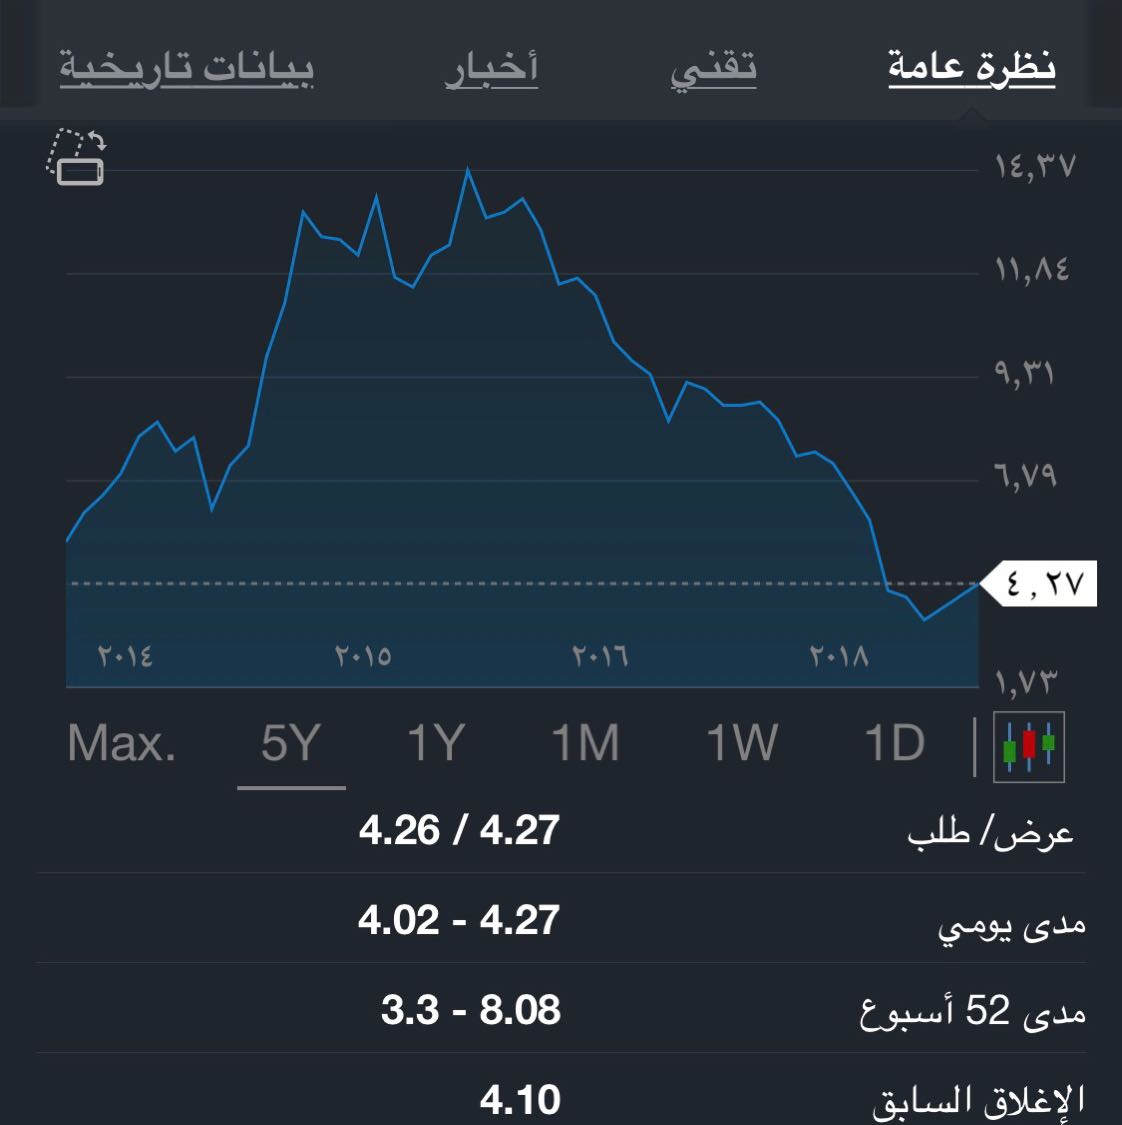 نظرة عامة تقني أخبار بيانات تاريخية
١٤,٣٧
١١,٨٤
٩,٣١
٦,٧٩
٤,٢٧
٢٠١٤ ٢٠١٥ ٢٠١٦ ٢٠١٨
١,٧٣
Max. 5Y 1Y 1M 1W 1D
عرض/ طلب 4.26 / 4.27
مدى يومي 4.02 - 4.27
مدى 52 أسبوع 3.3 - 8.08
الإغلاق السابق 4.10